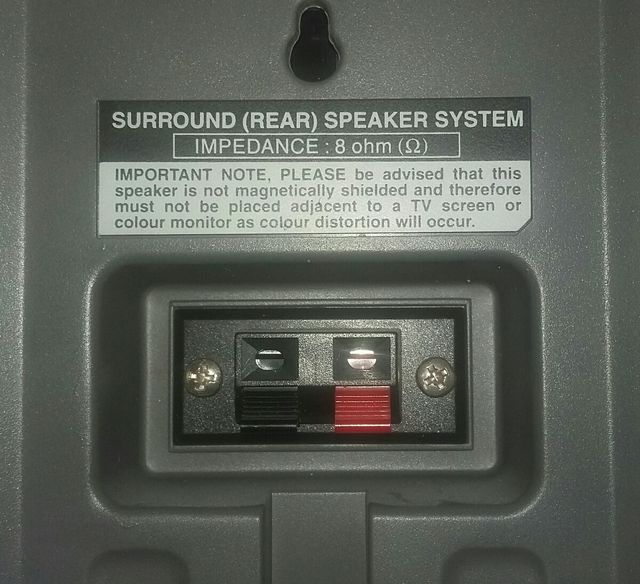 SURROUND (REAR) SPEAKER SYSTEM
IMPEDANCE : 8 ohm (Ω)
IMPORTANT NOTE, PLEASE be advised that this
speaker is not magnetically shielded and therefore
must not be placed adjacent to a TV screen or
colour monitor as colour distortion will occur.